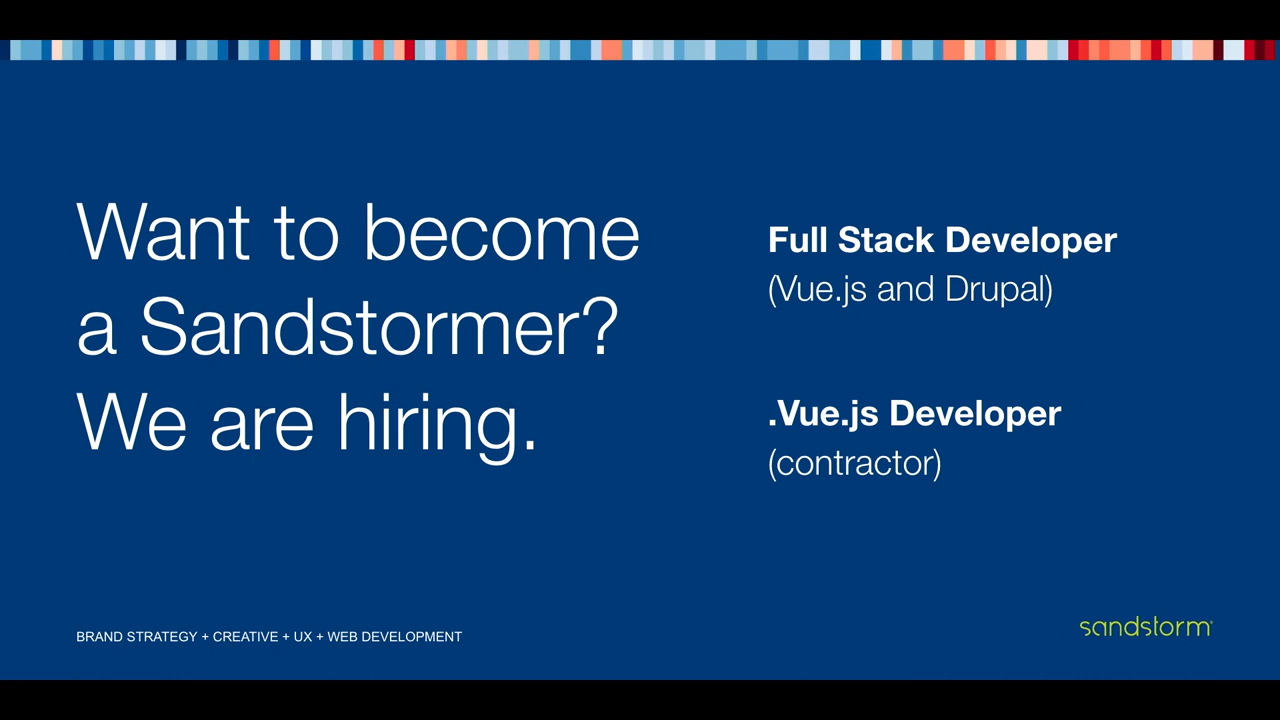 Want to become
a Sandstormer?
We are hiring.
Full Stack Developer
(Vue.js and Drupal)
.Vue.js Developer
(contractor)
BRAND STRATEGY + CREATIVE + UX + WEB DEVELOPMENT
sandstorm®